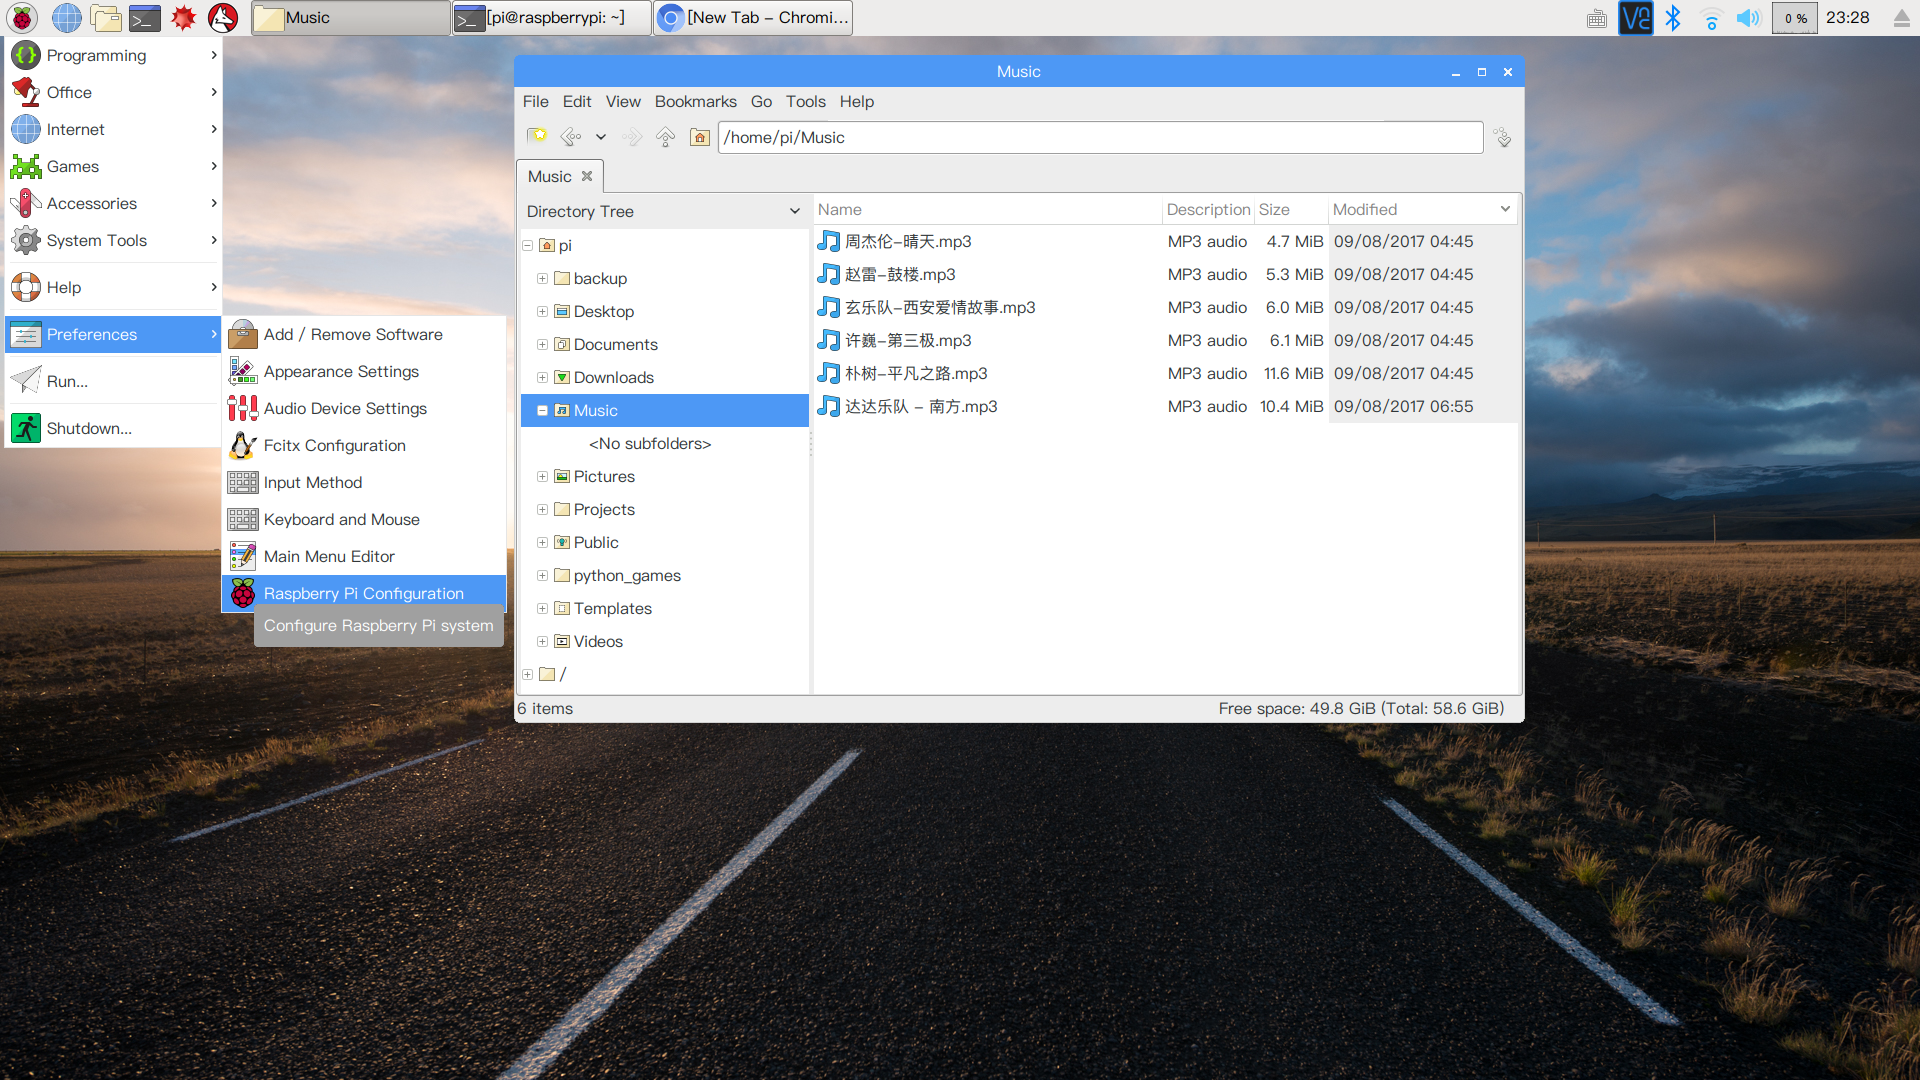 Music
[pi@raspberrypi: ~]
[New Tab – Chromi...
0 %
23:28
Programming
Office
Internet
Games
Accessories
System Tools
Help
Preferences
Run...
Shutdown...
Add / Remove Software
Appearance Settings
Audio Device Settings
Fcitx Configuration
Input Method
Keyboard and Mouse
Main Menu Editor
Raspberry Pi Configuration
Configure Raspberry Pi system
Music
File Edit View Bookmarks Go Tools Help
/home/pi/Music
Music
Directory Tree
pi
backup
Desktop
Documents
Downloads
Music
<No subfolders>
Pictures
Projects
Public
python_games
Templates
Videos
/
Name Description Size Modified
周杰伦–晴天.mp3 MP3 audio 4.7 MiB 09/08/2017 04:45
赵雷–鼓楼.mp3 MP3 audio 5.3 MiB 09/08/2017 04:45
玄乐队–西安爱情故事.mp3 MP3 audio 6.0 MiB 09/08/2017 04:45
许巍–第三极.mp3 MP3 audio 6.1 MiB 09/08/2017 04:45
朴树–平凡之路.mp3 MP3 audio 11.6 MiB 09/08/2017 04:45
达达乐队 – 南方.mp3 MP3 audio 10.4 MiB 09/08/2017 06:55
6 items
Free space: 49.8 GiB (Total: 58.6 GiB)